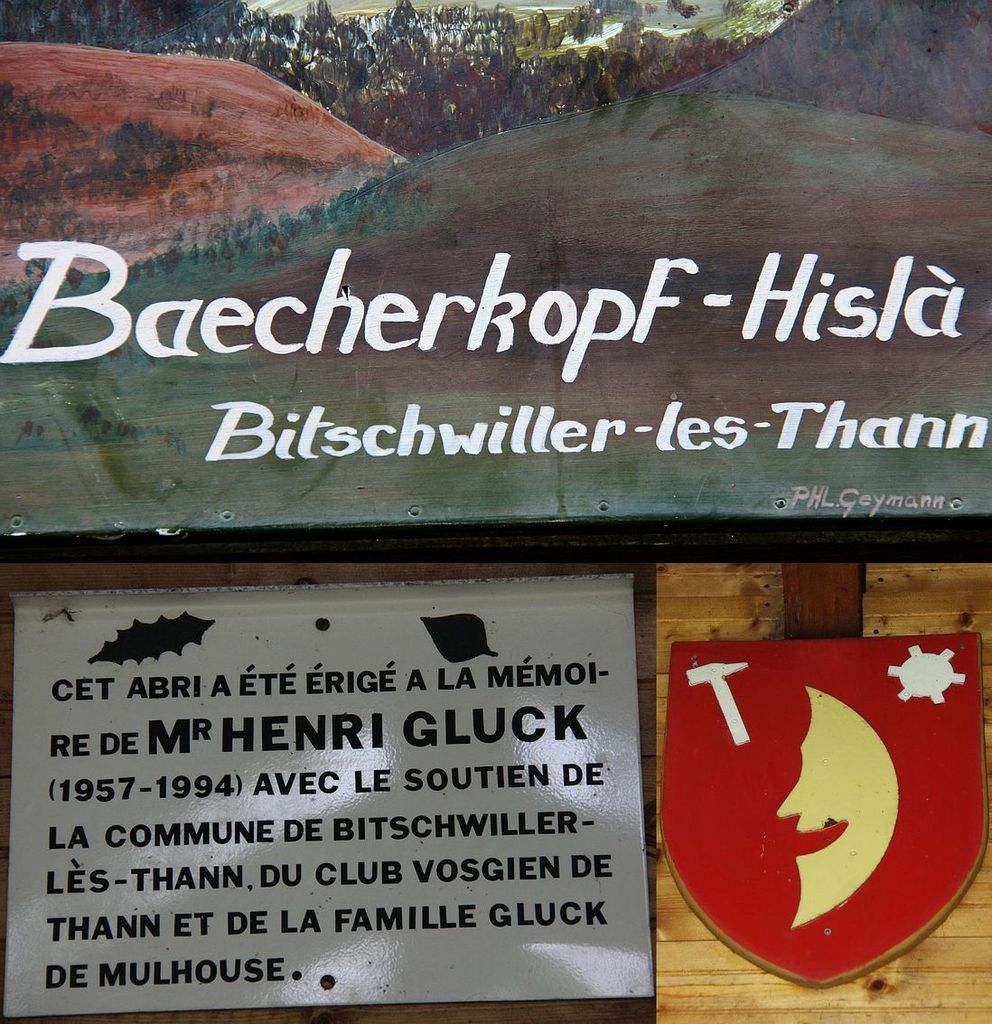 Baecherkopf-Hislà
Bitschwiller-les-Thann
PHL.Geymann
CET ABRI A ÉTÉ ÉRIGÉ A LA MÉMOI-
RE DE MR HENRI GLUCK
(1957-1994) AVEC LE SOUTIEN DE
LA COMMUNE DE BITSCHWILLER-
LÈS-THANN, DU CLUB VOSGIEN DE
THANN ET DE LA FAMILLE GLUCK
DE MULHOUSE.